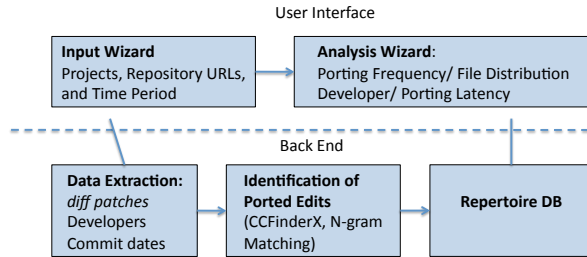 User Interface
Input Wizard
Projects, Repository URLs,
and Time Period
Analysis Wizard:
Porting Frequency/ File Distribution
Developer/ Porting Latency
Back End
Data Extraction:
diff patches
Developers
Commit dates
Identification of
Ported Edits
(CCFinderX, N-gram
Matching)
Repertoire DB